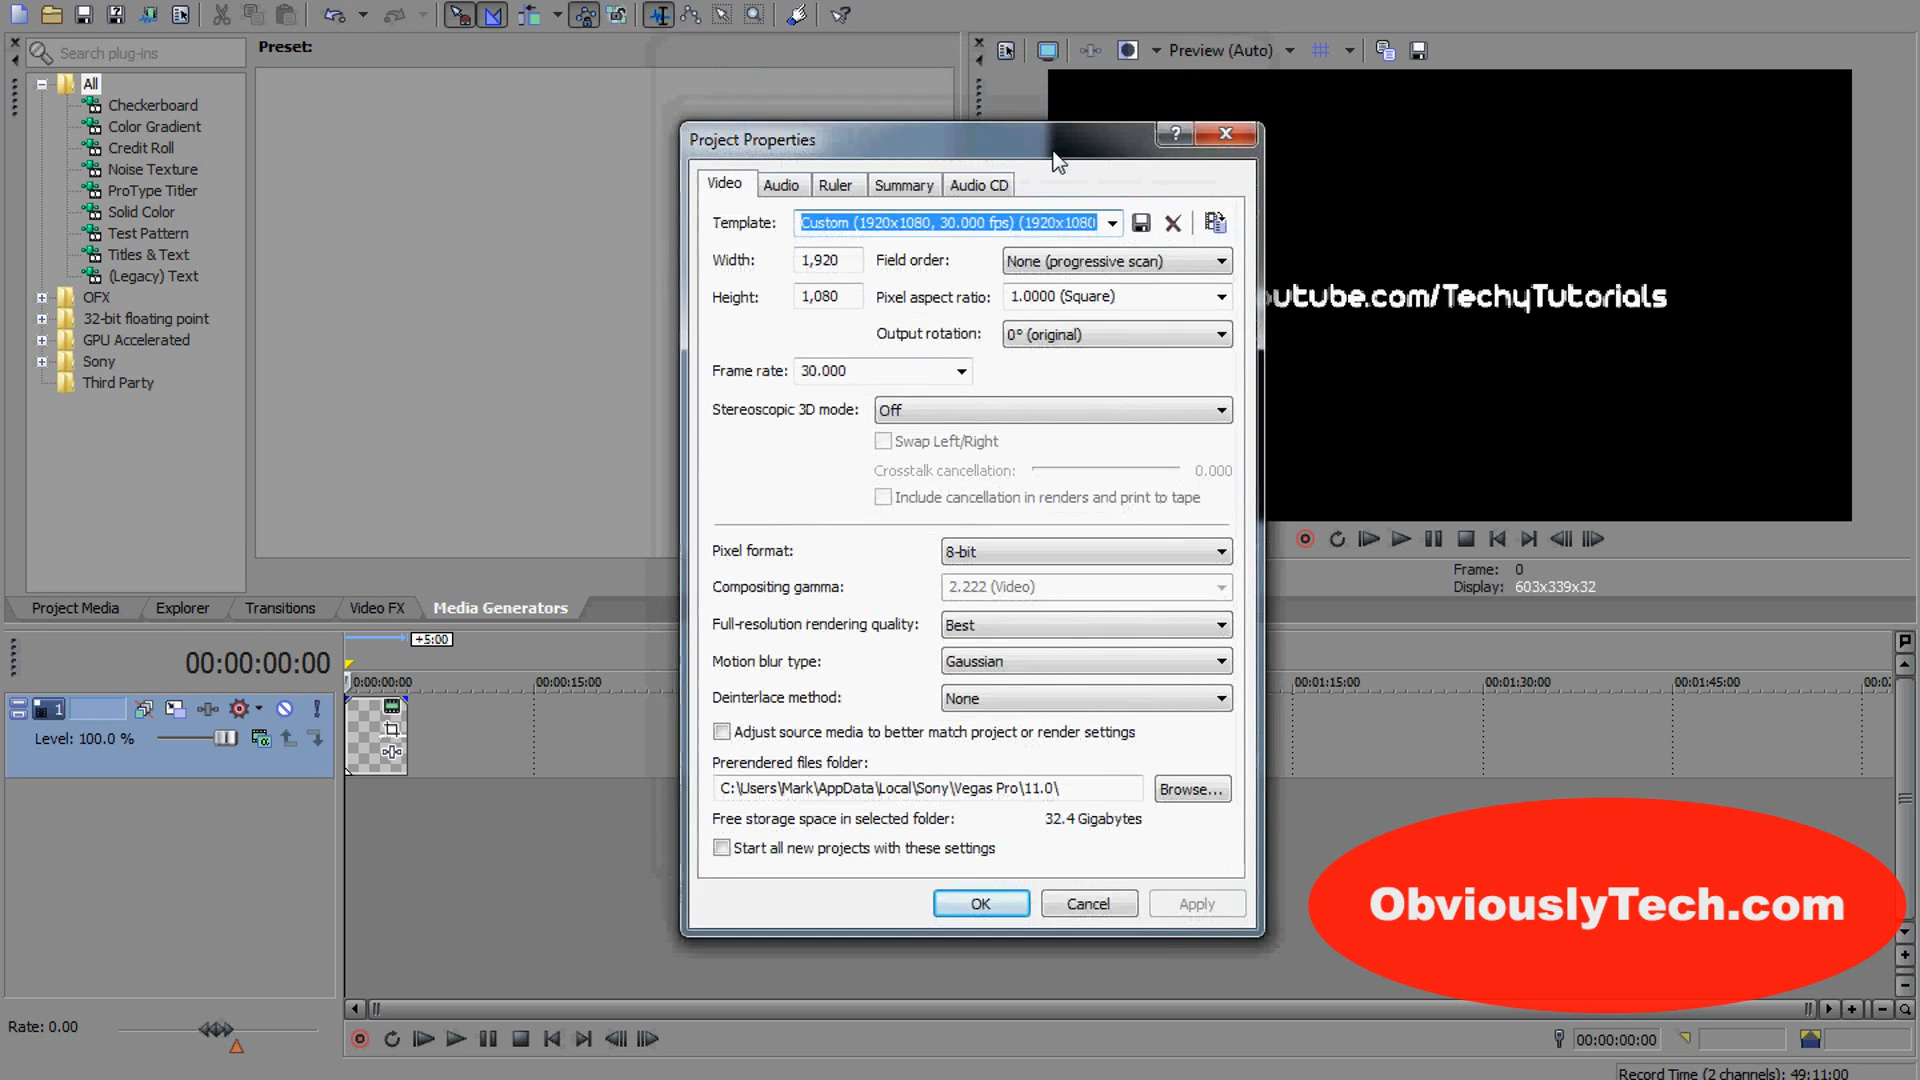 Preset:
Preview (Auto)
Search plug-ins
All
Checkerboard
Color Gradient
Credit Roll
Noise Texture
ProType Titler
Solid Color
Test Pattern
Titles & Text
(Legacy) Text
OFX
32-bit floating point
GPU Accelerated
Sony
Third Party
outube.com/TechyTutorials
Project Properties
Video
Audio
Ruler
Summary
Audio CD
Template: Custom (1920x1080, 30.000 fps) (1920x1080
Width: 1,920
Field order: None (progressive scan)
Height: 1,080
Pixel aspect ratio: 1.0000 (Square)
Output rotation: 0° (original)
Frame rate: 30.000
Stereoscopic 3D mode: Off
Swap Left/Right
Crosstalk cancellation: 0.000
Include cancellation in renders and print to tape
Pixel format: 8-bit
Compositing gamma: 2.222 (Video)
Full-resolution rendering quality: Best
Motion blur type: Gaussian
Deinterlace method: None
Adjust source media to better match project or render settings
Prerendered files folder:
C:\Users\Mark\AppData\Local\Sony\Vegas Pro\11.0\
Browse...
Free storage space in selected folder: 32.4 Gigabytes
Start all new projects with these settings
OK
Cancel
Apply
Frame: 0
Display: 603x339x32
Project Media
Explorer
Transitions
Video FX
Media Generators
+5:00
00:00:00:00
0:00:00:00
00:00:15:00
00:01:15:00
00:01:30:00
00:01:45:00
00:0
1
Level: 100.0 %
ObviouslyTech.com
Rate: 0.00
00:00:00:00
Record Time (2 channels): 49:11:00